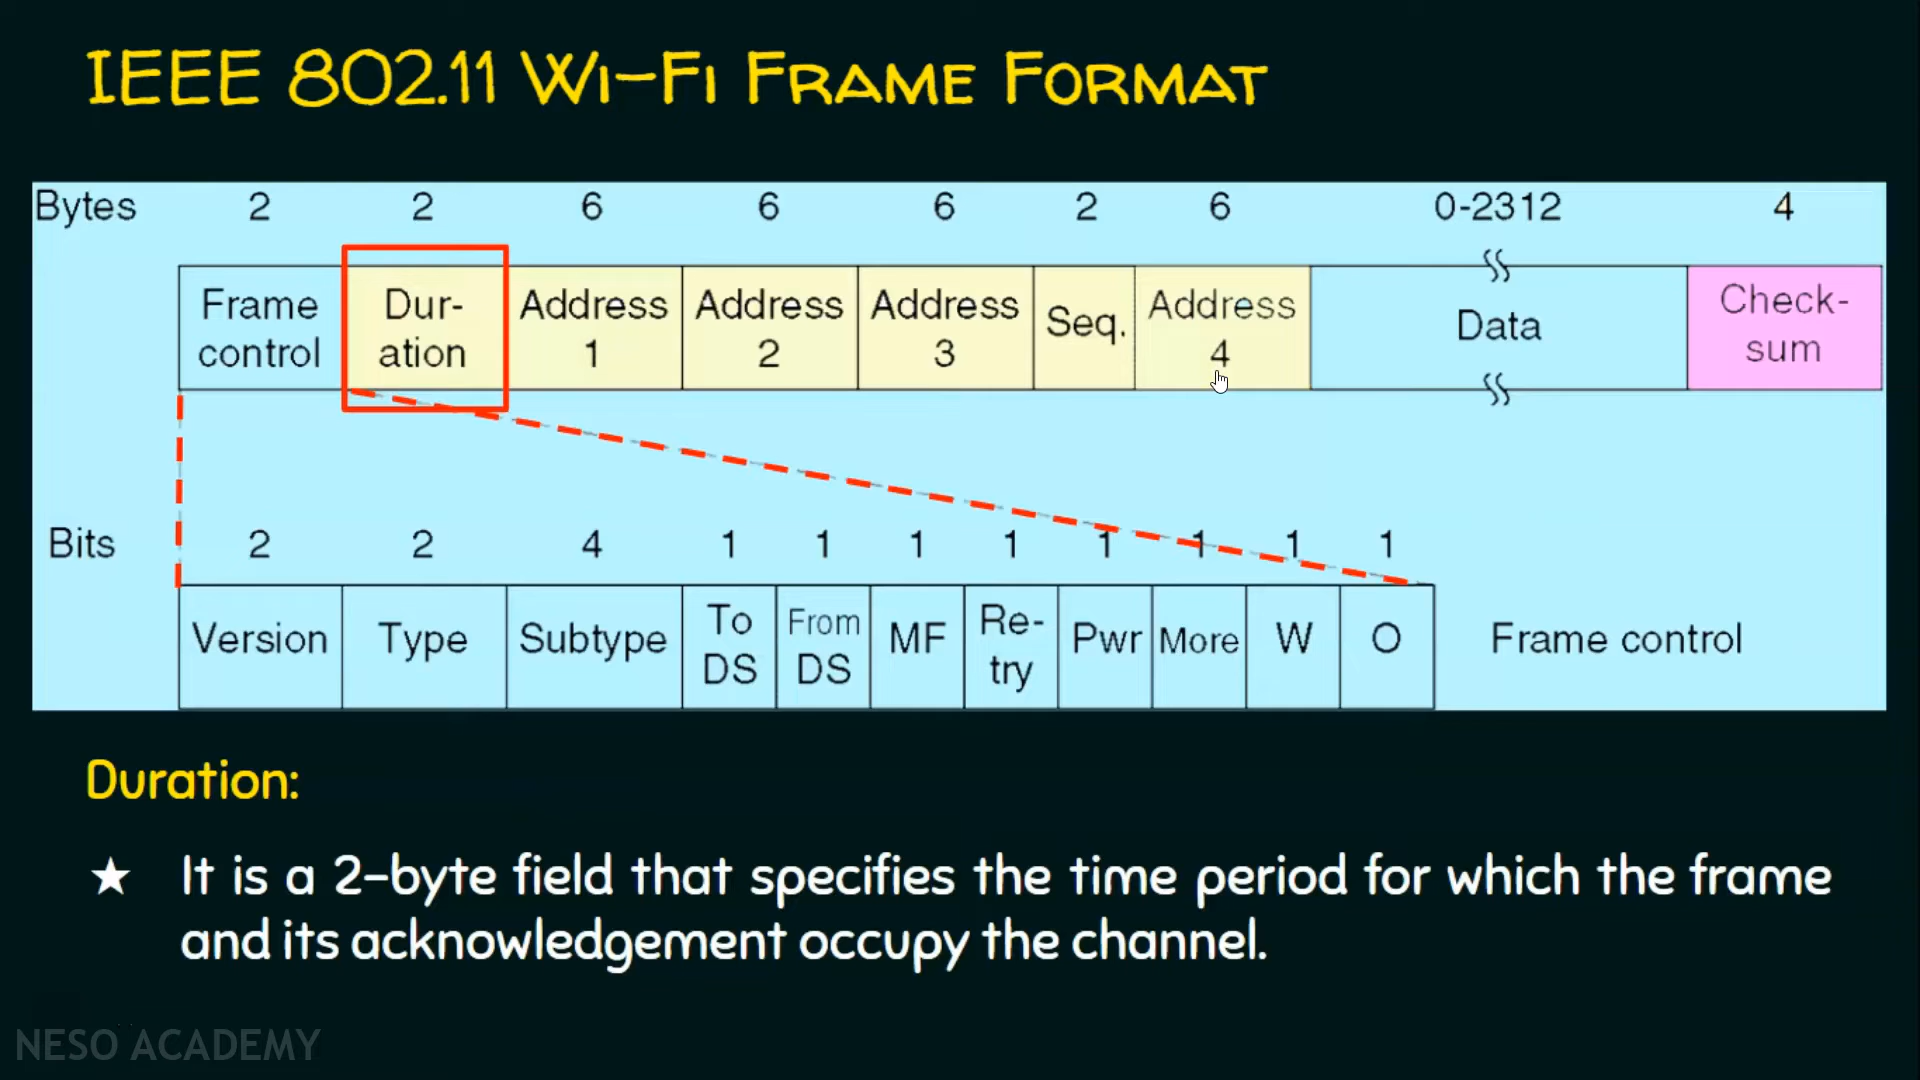 IEEE 802.11 WI-FI FRAME FORMAT
Bytes 2 2 6 6 6 2 6 0-2312 4
Frame control
Dur-ation
Address 1
Address 2
Address 3
Seq.
Address 4
Data
Check-sum
Bits 2 2 4 1 1 1 1 1 1 1 1
Version
Type
Subtype
To DS
From DS
MF
Re-try
Pwr
More
W
O
Frame control
Duration:
★ It is a 2-byte field that specifies the time period for which the frame
and its acknowledgement occupy the channel.
NESO ACADEMY